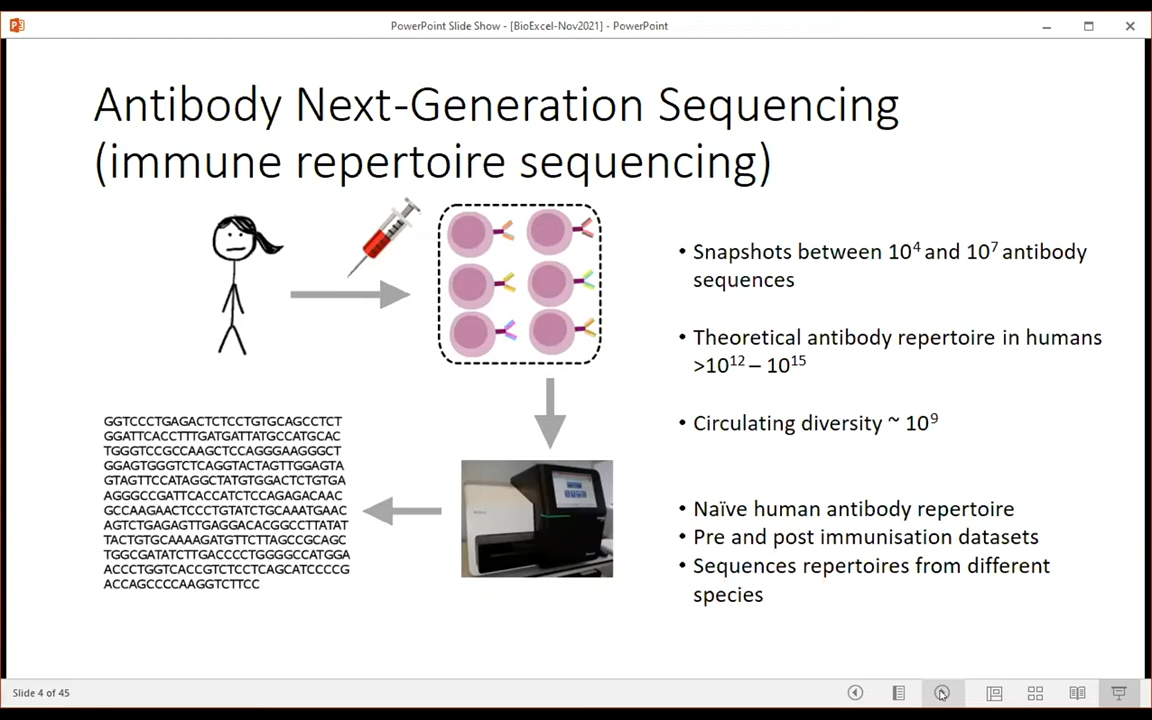 PowerPoint Slide Show - [BioExcel-Nov2021] - PowerPoint
Antibody Next-Generation Sequencing
(immune repertoire sequencing)
• Snapshots between 10⁴ and 10⁷ antibody
sequences
• Theoretical antibody repertoire in humans
>10¹² – 10¹⁵
• Circulating diversity ~ 10⁹
• Naïve human antibody repertoire
• Pre and post immunisation datasets
• Sequences repertoires from different
species
GGTCCCTGAGACTCTCCTGTGCAGCCTCT
GGATTCACCTTTGATGATTATGCCATGCAC
TGGGTCCGCCAAGCTCCAGGGAAGGGCT
GGAGTGGGTCTCAGGTACTAGTTGGAGTA
GTAGTTCCATAGGCTATGTGGACTCTGTGA
AGGGCCGATTCACCATCTCCAGAGACAAC
GCCAAGAACTCCCTGTATCTGCAAATGAAC
AGTCTGAGAGTTGAGGACACGGCCTTATAT
TACTGTGCAAAAGATGTTCTTAGCCGCAGC
TGGCGATATCTTGACCCCTGGGGCCATGGA
ACCCTGGTCACCGTCTCCTCAGCATCCCCG
ACCAGCCCCAAGGTCTTCC
Slide 4 of 45